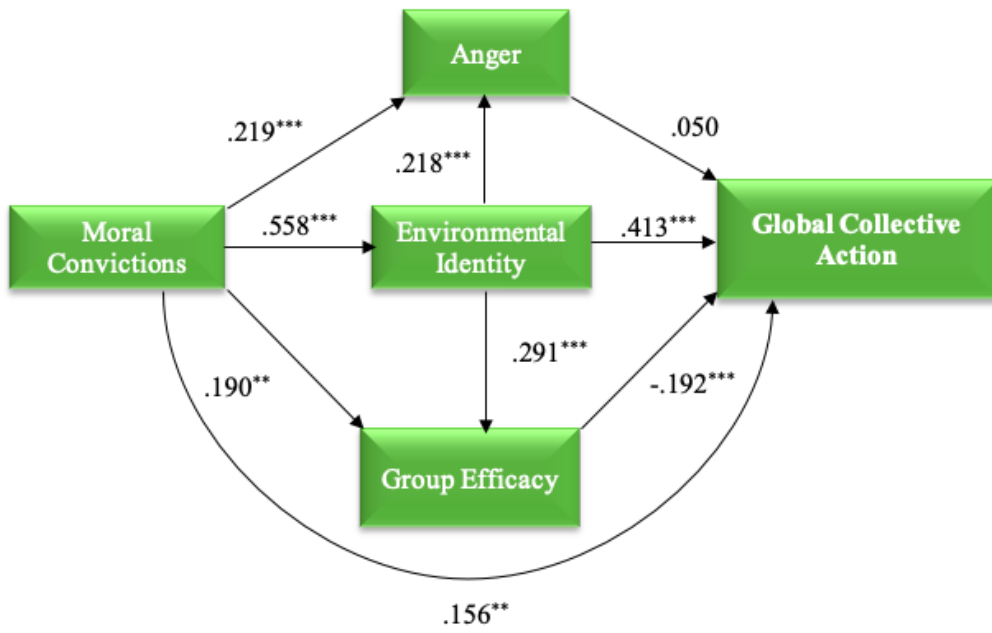 Anger
.219***
.050
.218***
Moral
Convictions
.558***
Environmental
Identity
.413***
Global Collective
Action
.190**
.291***
-.192***
Group Efficacy
.156**